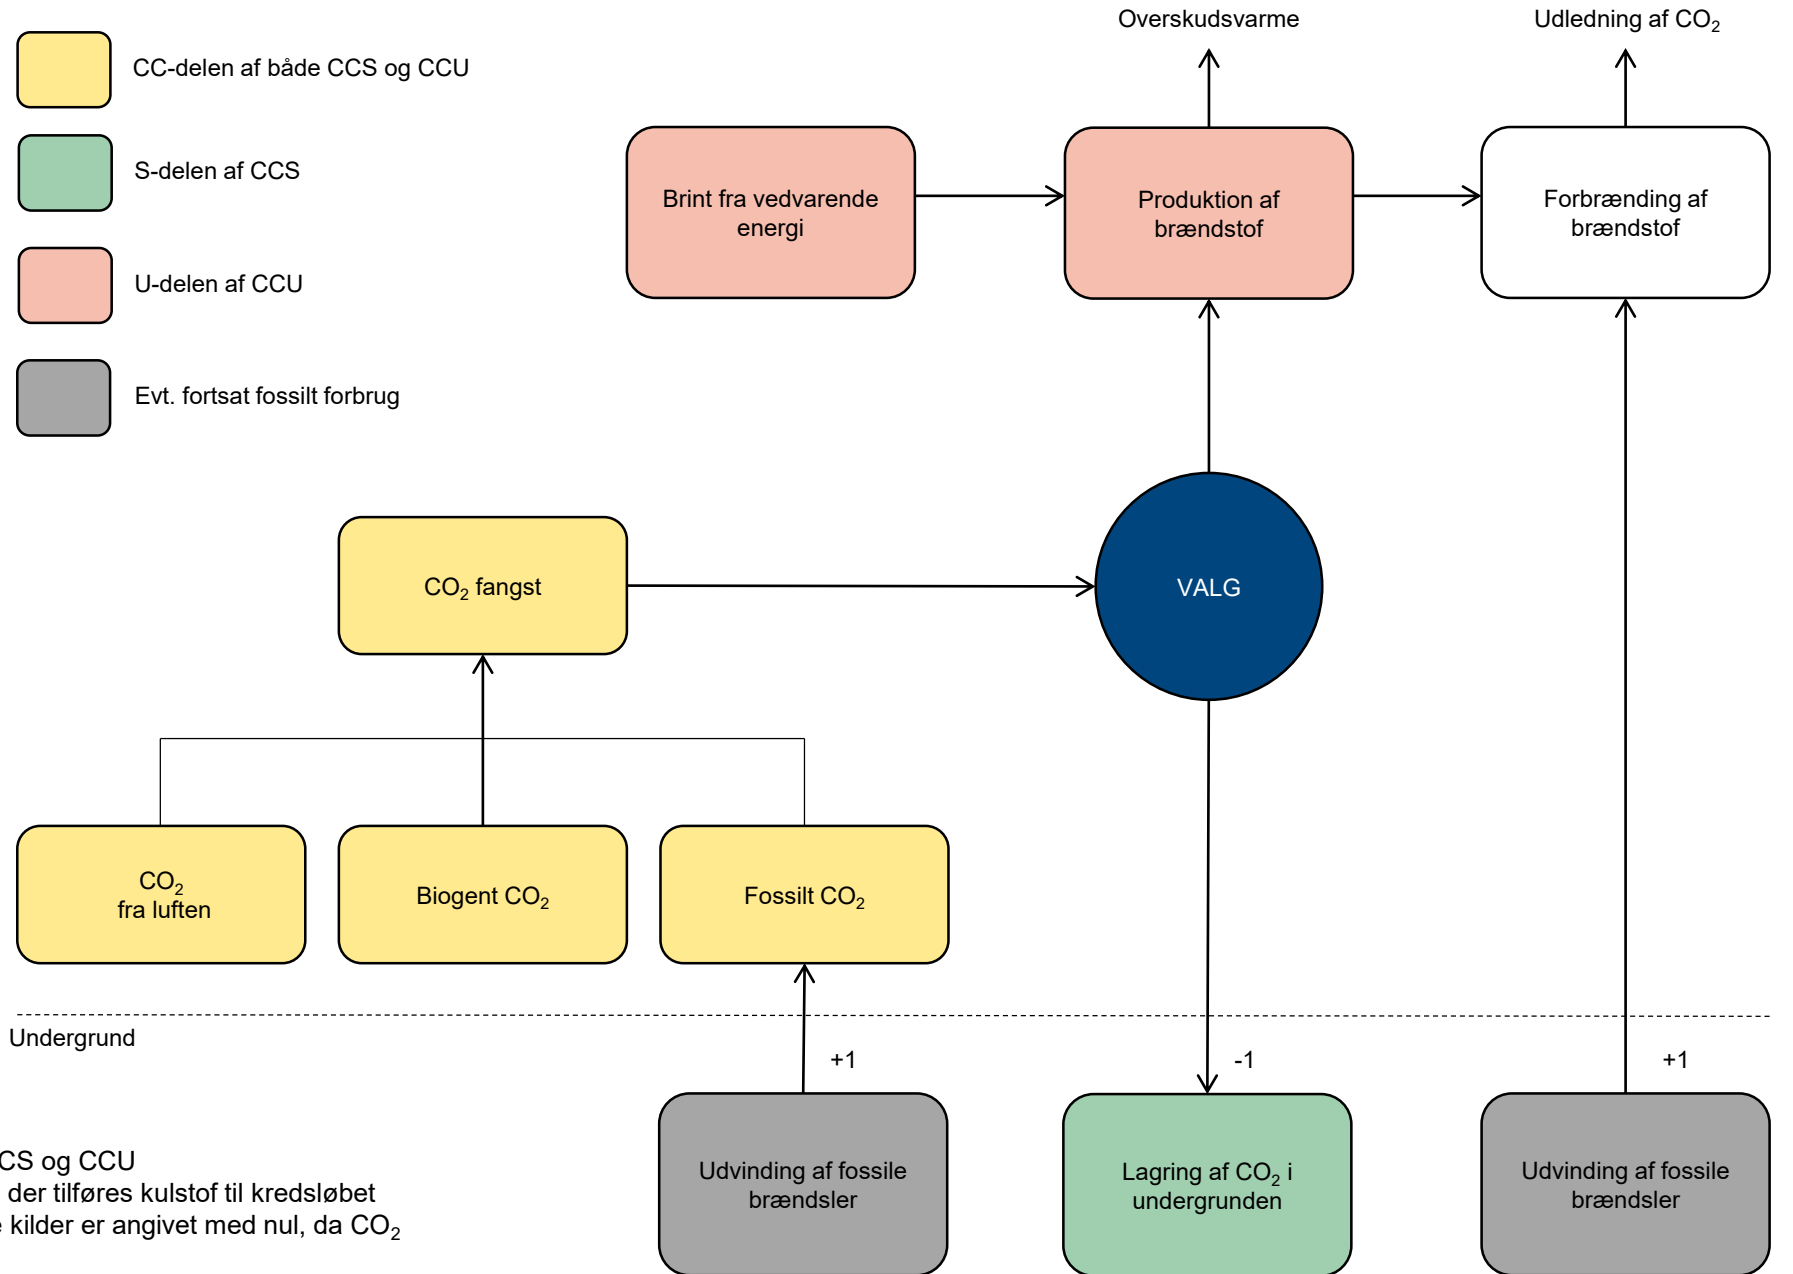 Overskudsvarme
Udledning af CO₂
CC-delen af både CCS og CCU
S-delen af CCS
U-delen af CCU
Evt. fortsat fossilt forbrug
Brint fra vedvarende
energi
Produktion af
brændstof
Forbrænding af
brændstof
CO₂ fangst
VALG
CO₂
fra luften
Biogent CO₂
Fossilt CO₂
Undergrund
+1
-1
+1
Udvinding af fossile
brændsler
Lagring af CO₂ i
undergrunden
Udvinding af fossile
brændsler
og CCU
der tilføres kulstof til kredsløbet
kilder er angivet med nul, da CO₂